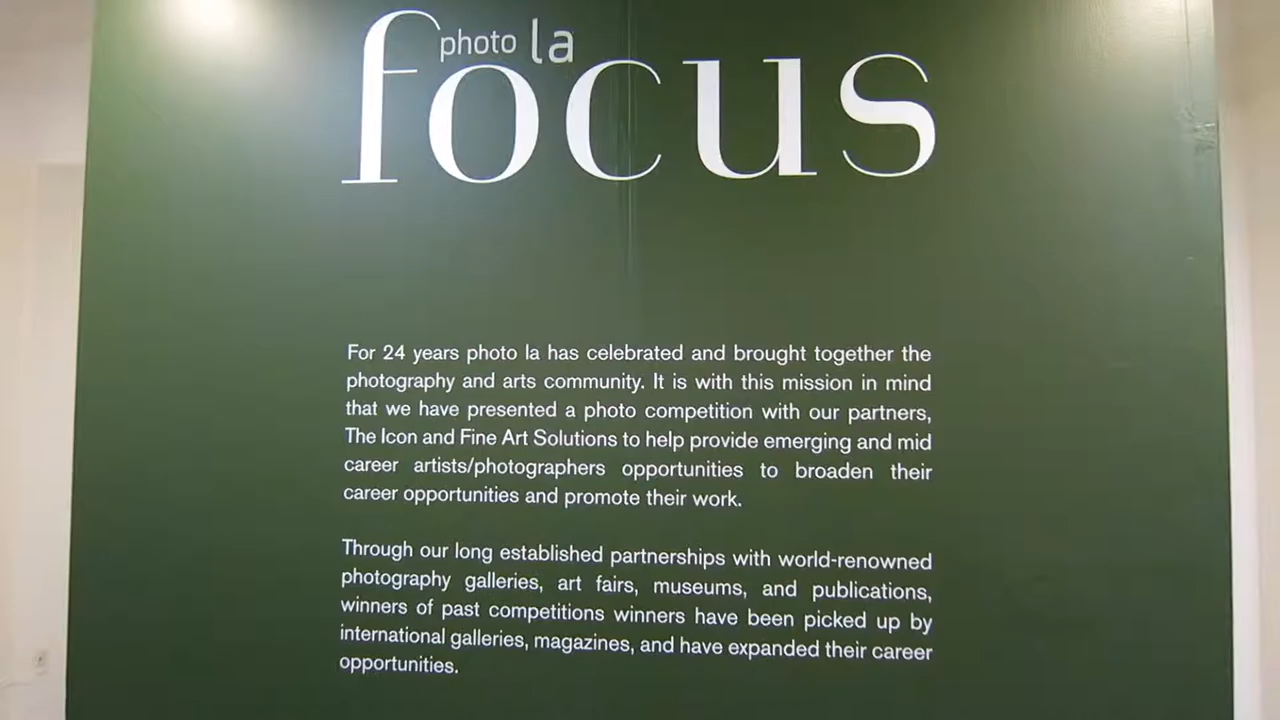 photo la
focus
For 24 years photo la has celebrated and brought together the
photography and arts community. It is with this mission in mind
that we have presented a photo competition with our partners,
The Icon and Fine Art Solutions to help provide emerging and mid
career artists/photographers opportunities to broaden their
career opportunities and promote their work.
Through our long established partnerships with world-renowned
photography galleries, art fairs, museums, and publications,
winners of past competitions winners have been picked up by
international galleries, magazines, and have expanded their career
opportunities.